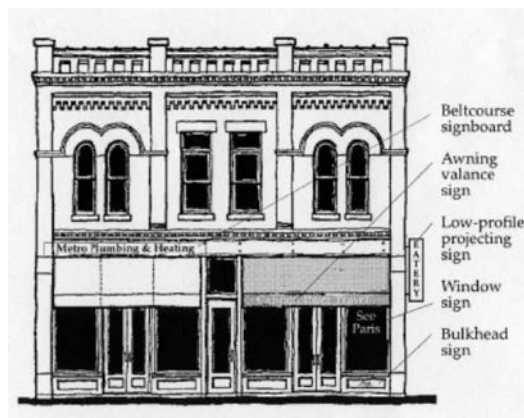 Beltcourse
signboard
Awning
valance
sign
Low-profile
projecting
sign
Metro Plumbing & Heating
EATERY
Window
sign
See
Paris
Bulkhead
sign